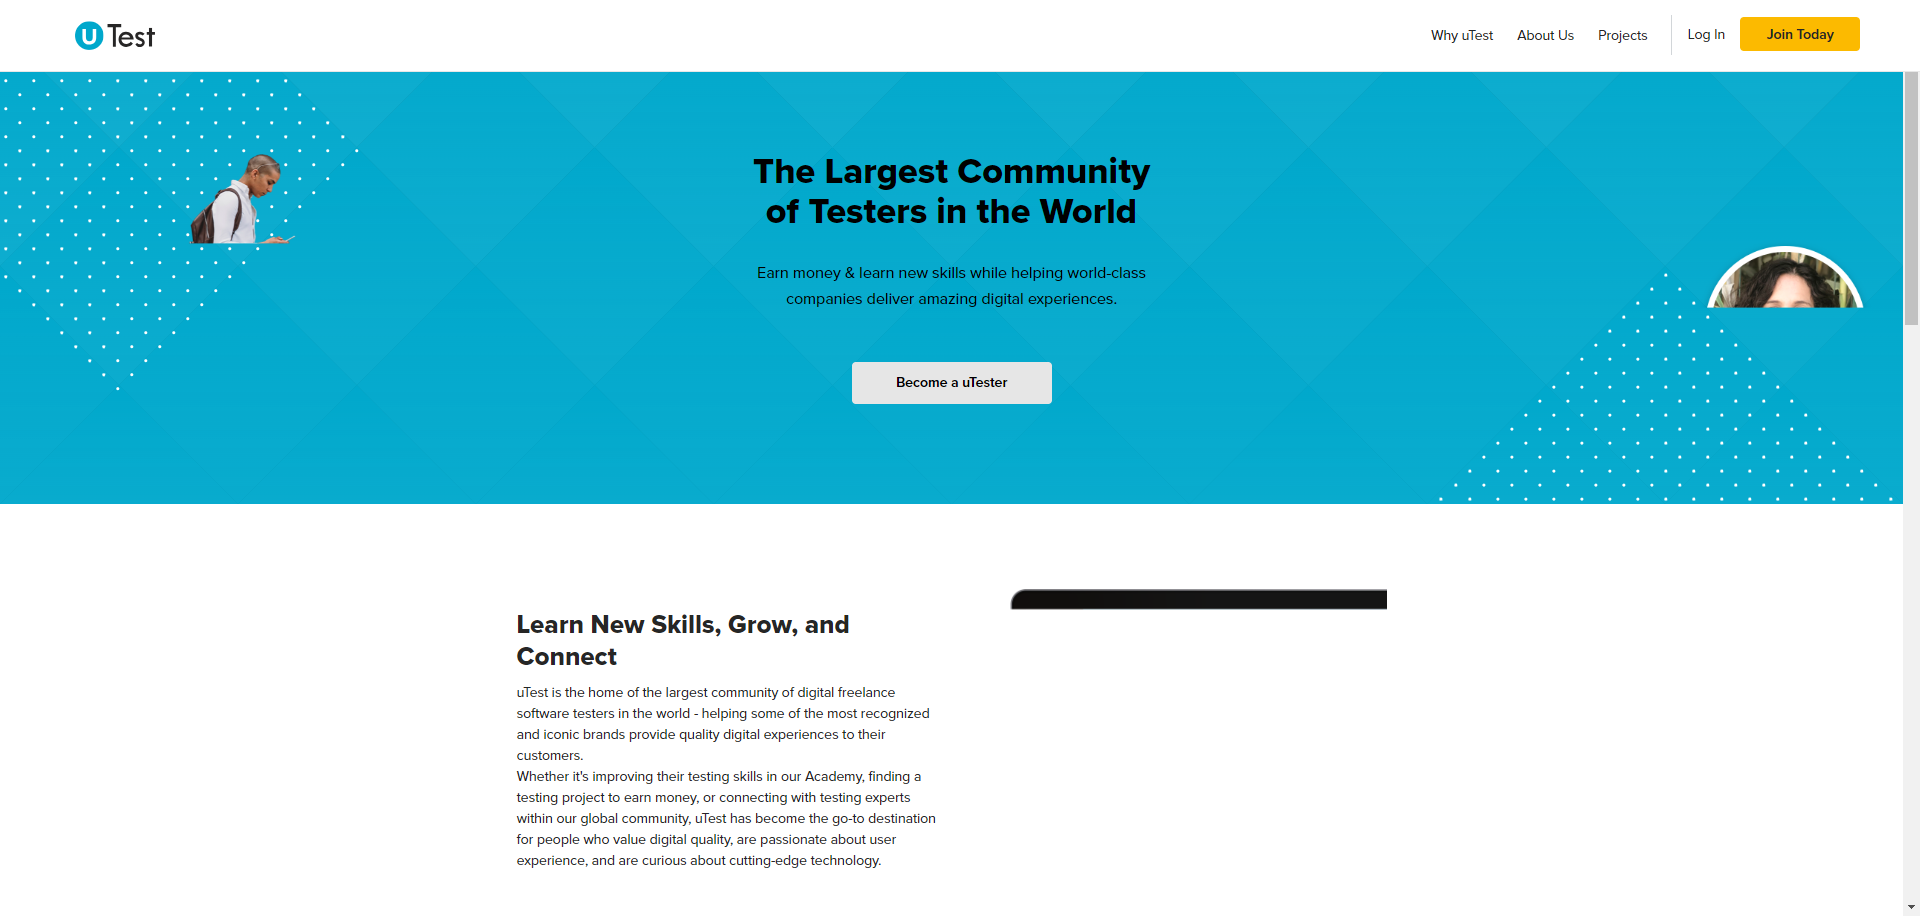 uTest
Why uTest
About Us
Projects
Log In
Join Today
The Largest Community
of Testers in the World
Earn money & learn new skills while helping world-class
companies deliver amazing digital experiences.
Become a uTester
Learn New Skills, Grow, and
Connect
uTest is the home of the largest community of digital freelance
software testers in the world - helping some of the most recognized
and iconic brands provide quality digital experiences to their
customers.
Whether it's improving their testing skills in our Academy, finding a
testing project to earn money, or connecting with testing experts
within our global community, uTest has become the go-to destination
for people who value digital quality, are passionate about user
experience, and are curious about cutting-edge technology.